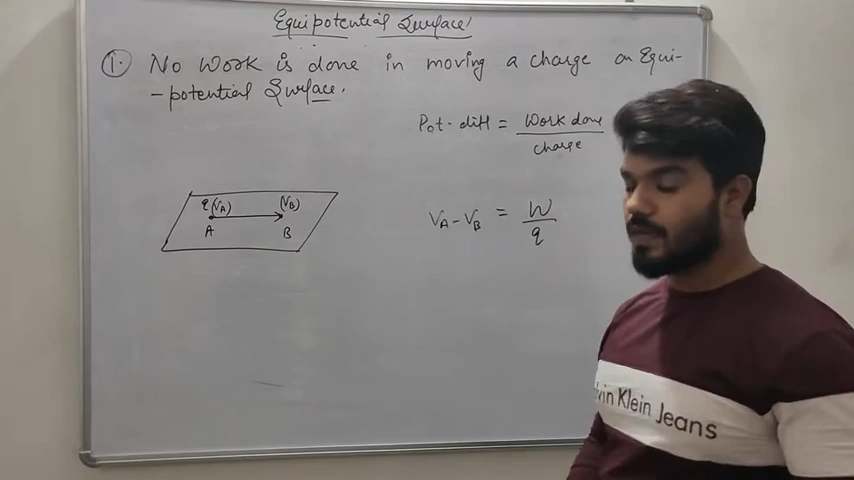 Equipotential Surface
1. No Work is done in moving a charge on Equi-
-potential Surface.
Pot. diff = Work done
charge
q (VA) (VB)
A B
VA - VB = W
q
Calvin Klein Jeans